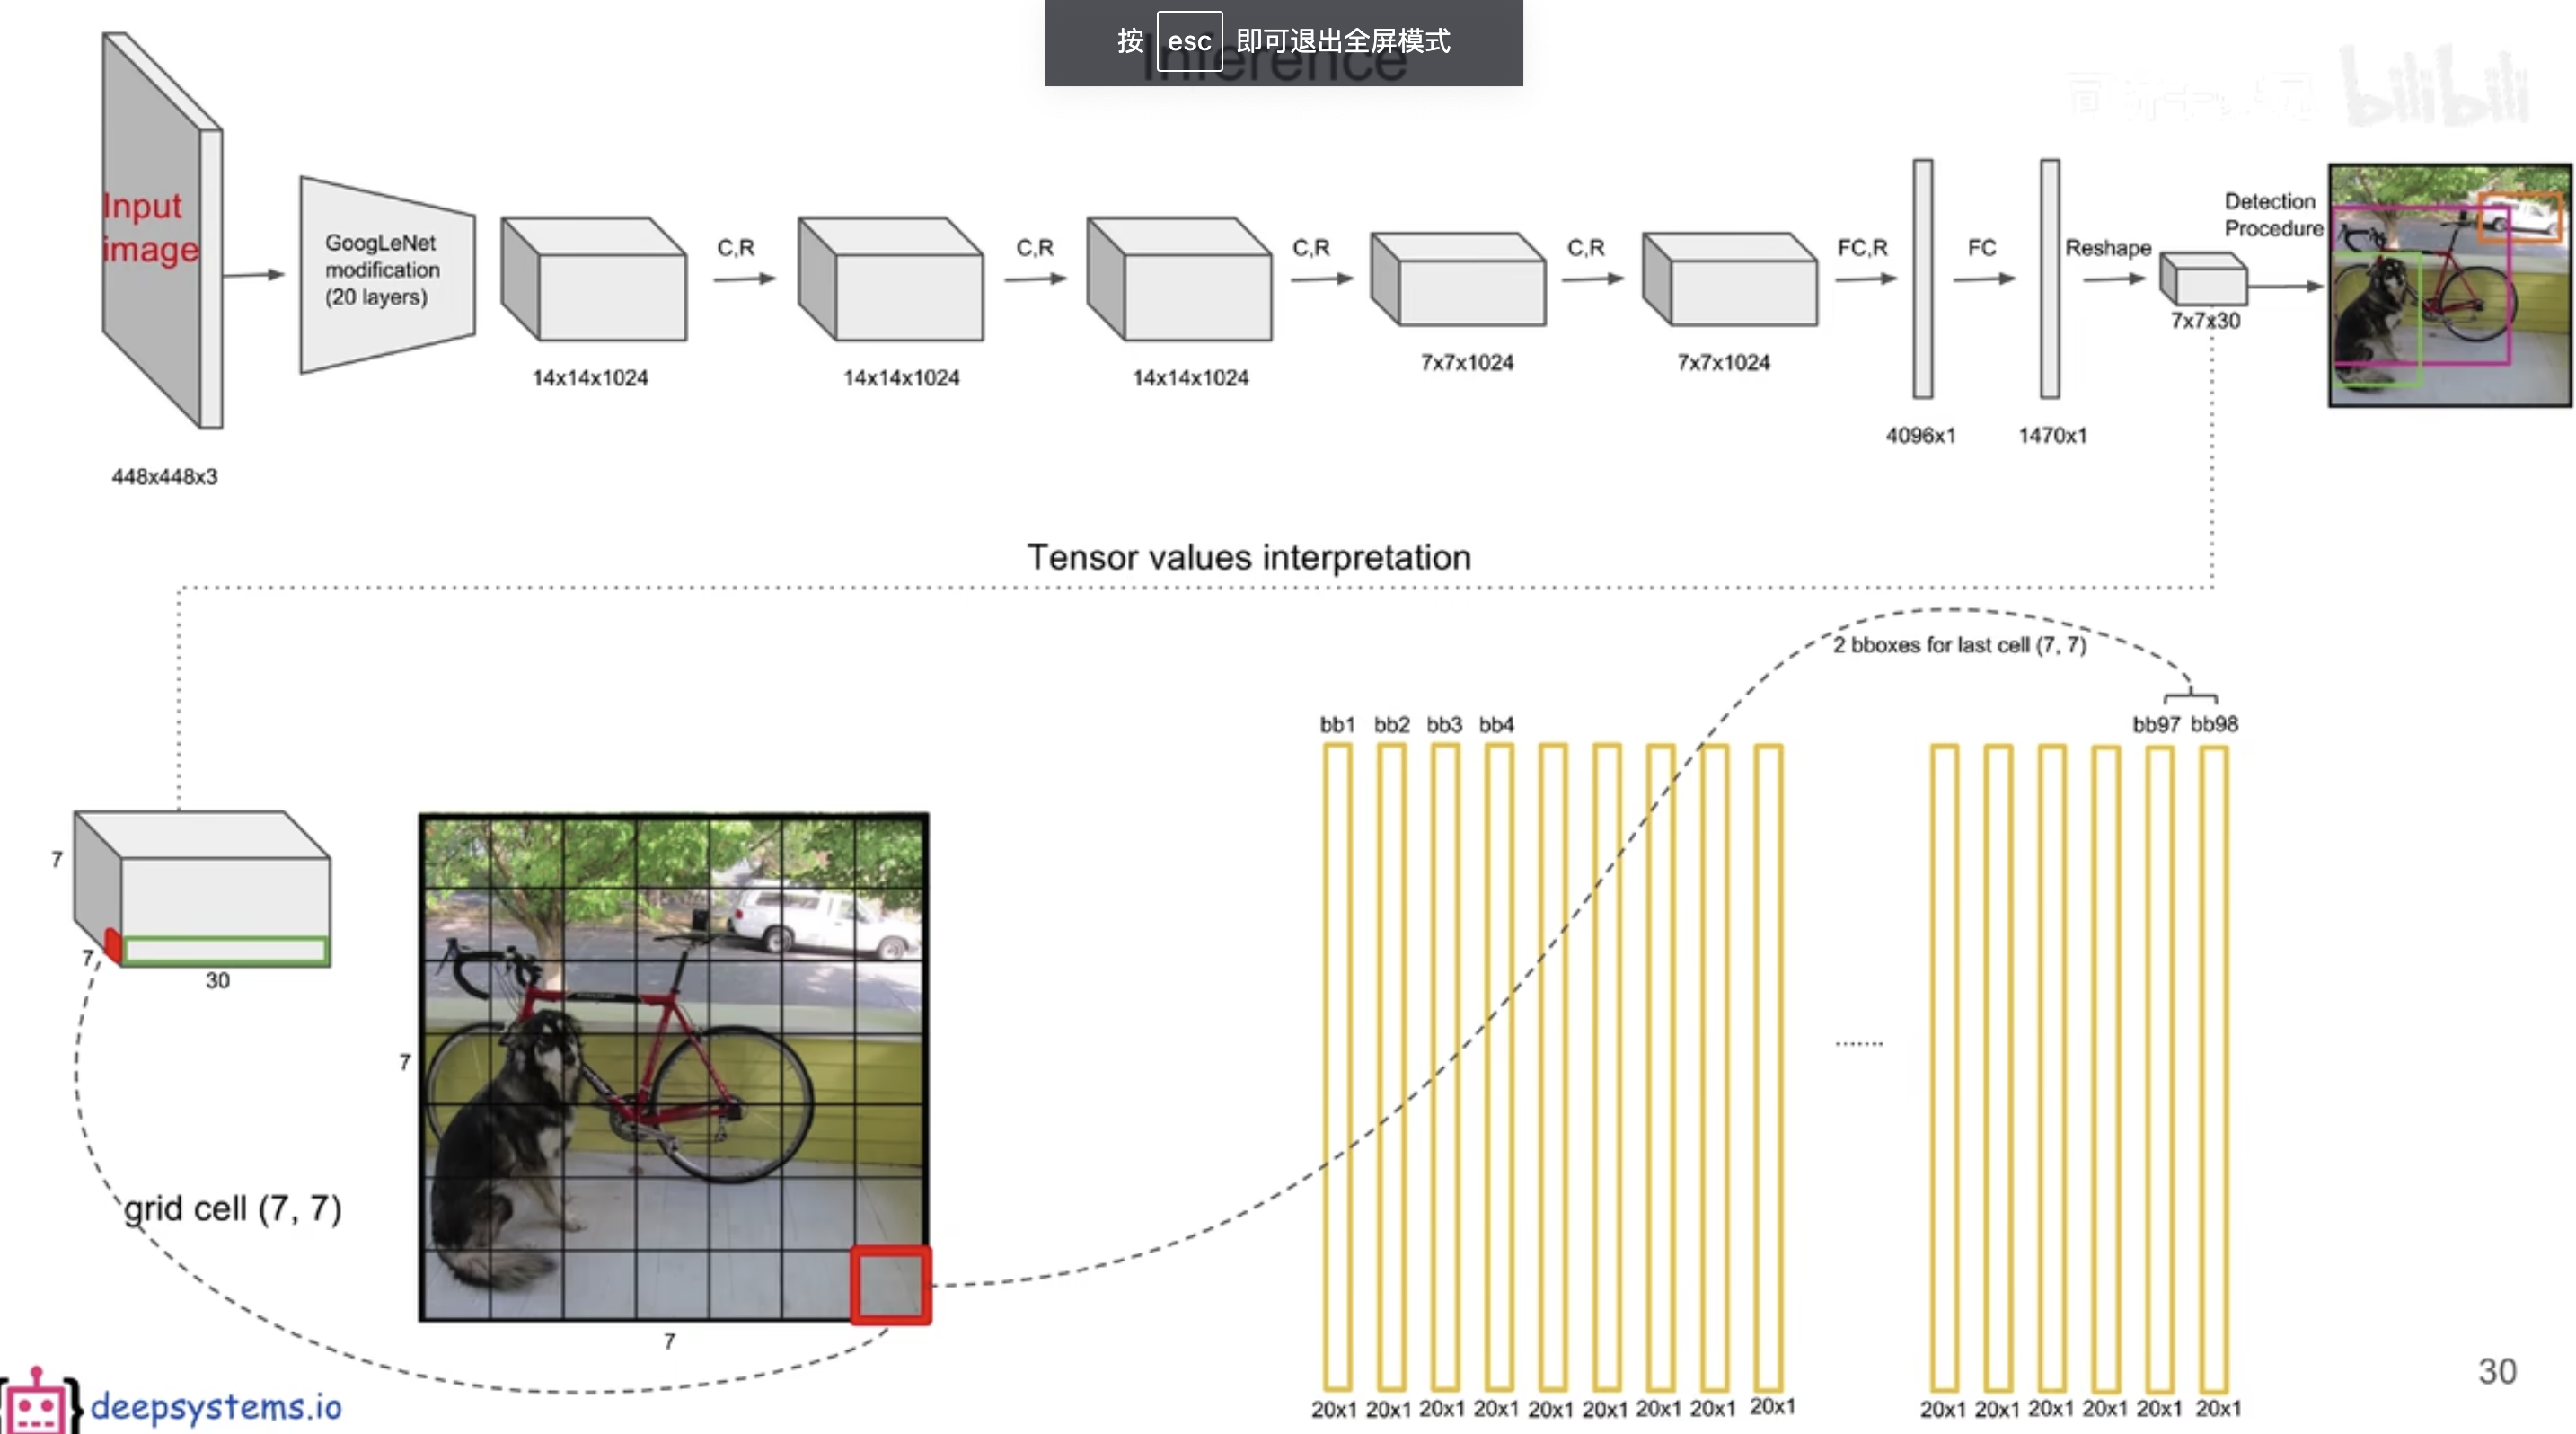 按 esc 即可退出全屏模式
Inference
bilibili
Input
image
GoogLeNet
modification
(20 layers)
C,R
C,R
C,R
C,R
FC,R
FC
Reshape
Detection
Procedure
448x448x3
14x14x1024
14x14x1024
14x14x1024
7x7x1024
7x7x1024
4096x1
1470x1
7x7x30
Tensor values interpretation
2 bboxes for last cell (7, 7)
bb1 bb2 bb3 bb4
bb97 bb98
7
7
30
7
7
grid cell (7, 7)
.......
20x1 20x1 20x1 20x1 20x1 20x1 20x1 20x1 20x1
20x1 20x1 20x1 20x1 20x1 20x1
{ } deepsystems.io
30